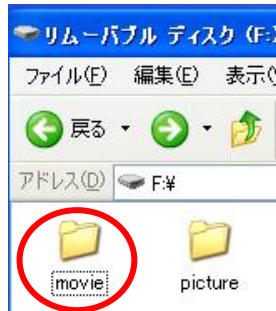 リムーバブル ディスク (F:)
ファイル(F) 編集(E) 表示(V
戻る
アドレス(D) F:¥
movie picture